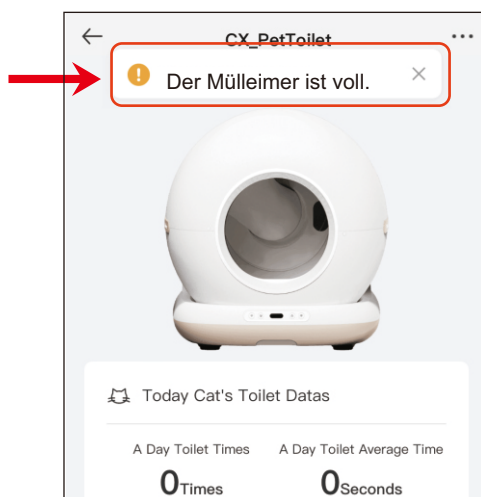 CX_PetToilet
Der Mülleimer ist voll.
Today Cat's Toilet Datas
A Day Toilet Times
A Day Toilet Average Time
0Times
0Seconds